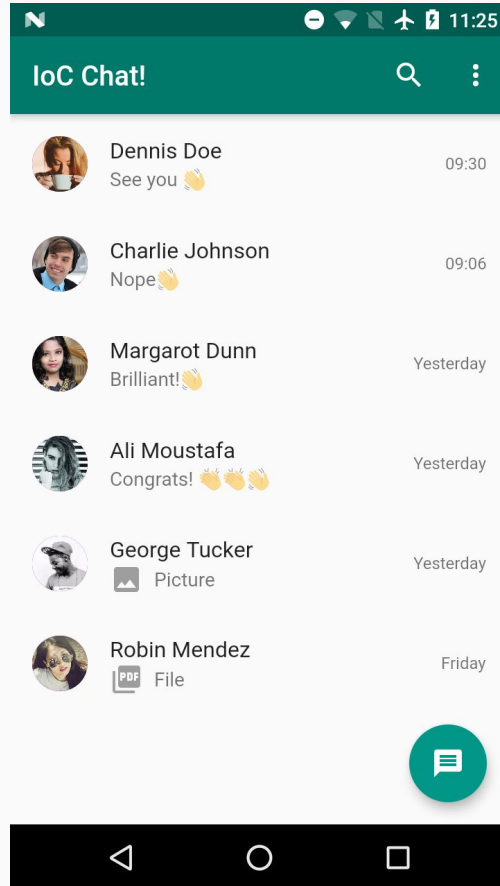 11:25
IoC Chat!
Dennis Doe
See you 👋
09:30
Charlie Johnson
Nope👋
09:06
Margarot Dunn
Brilliant!👋
Yesterday
Ali Moustafa
Congrats! 👏👏👋
Yesterday
George Tucker
Picture
Yesterday
Robin Mendez
PDF File
Friday